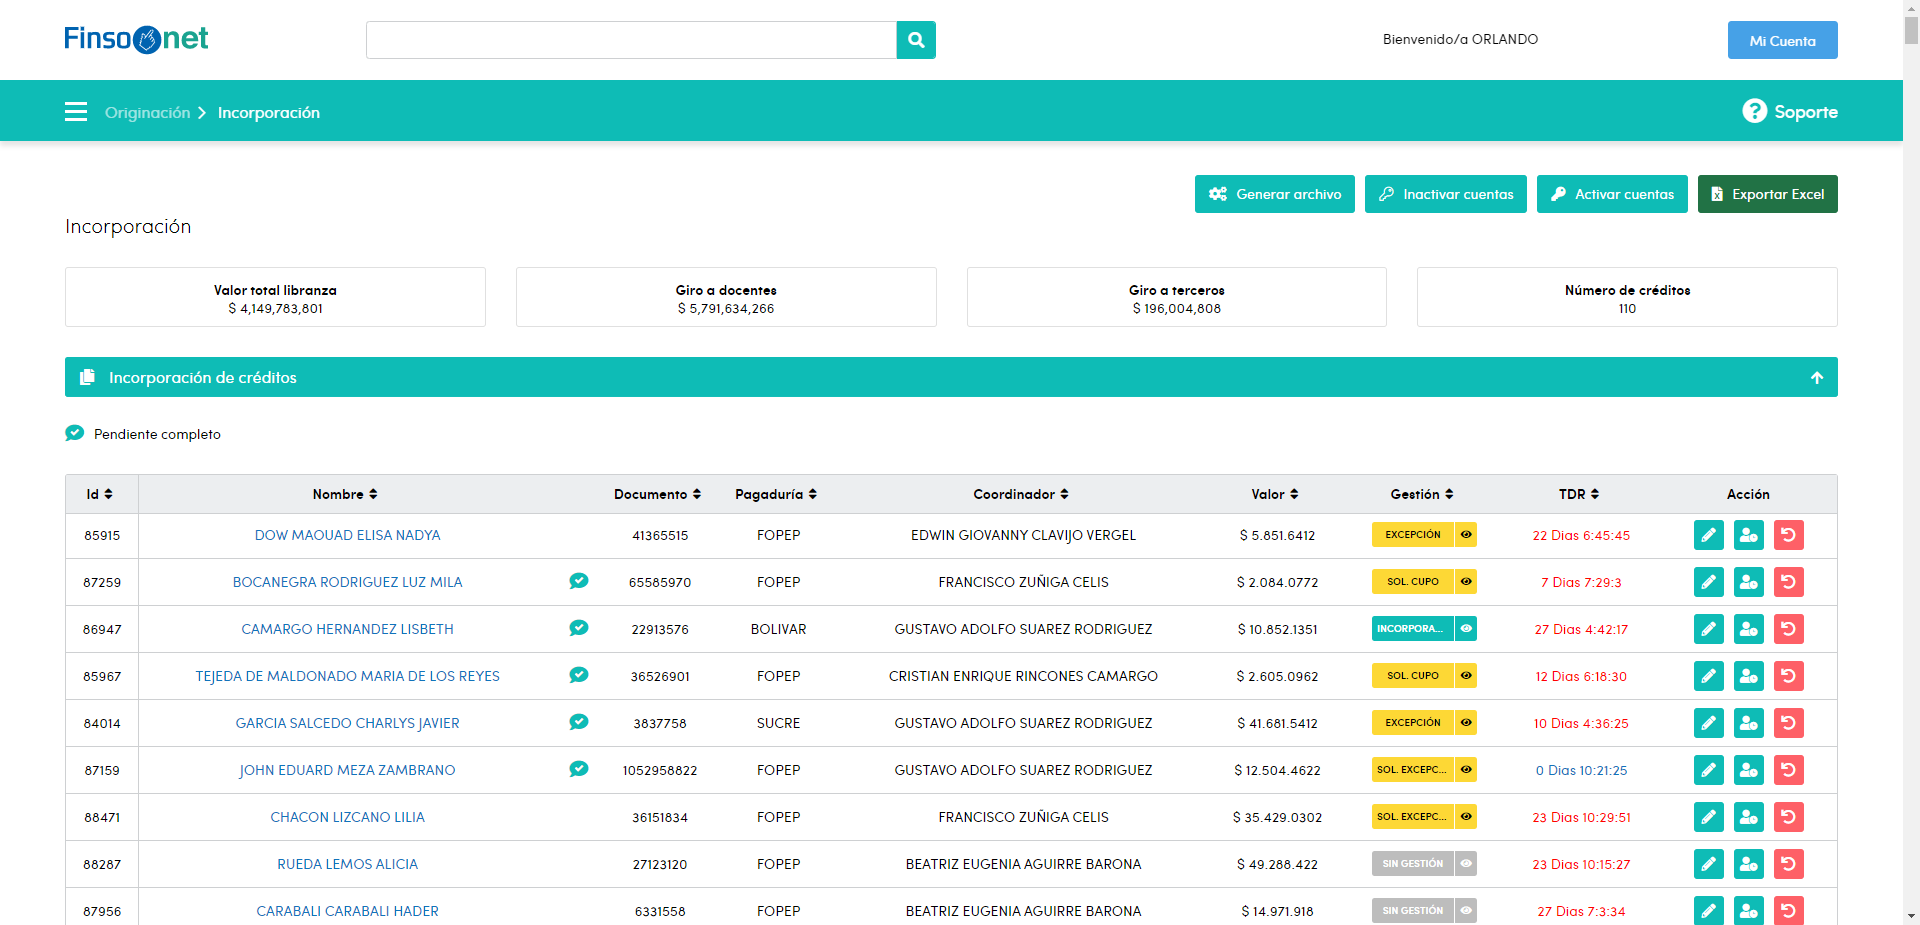 Finsonet
Bienvenido/a ORLANDO
Mi Cuenta
Originación > Incorporación
? Soporte
Generar archivo
Inactivar cuentas
Activar cuentas
Exportar Excel
Incorporación
Valor total libranza
$ 4,149,783,801
Giro a docentes
$ 5,791,634,266
Giro a terceros
$ 196,004,808
Número de créditos
110
Incorporación de créditos
Pendiente completo
Id Nombre Documento Pagaduría Coordinador Valor Gestión TDR Acción
85915 DOW MAOUAD ELISA NADYA 41365515 FOPEP EDWIN GIOVANNY CLAVIJO VERGEL $ 5.851.6412 EXCEPCIÓN 22 Dias 6:45:45
87259 BOCANEGRA RODRIGUEZ LUZ MILA 65585970 FOPEP FRANCISCO ZUÑIGA CELIS $ 2.084.0772 SOL. CUPO 7 Dias 7:29:3
86947 CAMARGO HERNANDEZ LISBETH 22913576 BOLIVAR GUSTAVO ADOLFO SUAREZ RODRIGUEZ $ 10.852.1351 INCORPORA... 27 Dias 4:42:17
85967 TEJEDA DE MALDONADO MARIA DE LOS REYES 36526901 FOPEP CRISTIAN ENRIQUE RINCONES CAMARGO $ 2.605.0962 SOL. CUPO 12 Dias 6:18:30
84014 GARCIA SALCEDO CHARLYS JAVIER 3837758 SUCRE GUSTAVO ADOLFO SUAREZ RODRIGUEZ $ 41.681.5412 EXCEPCIÓN 10 Dias 4:36:25
87159 JOHN EDUARD MEZA ZAMBRANO 1052958822 FOPEP GUSTAVO ADOLFO SUAREZ RODRIGUEZ $ 12.504.4622 SOL. EXCEPC... 0 Dias 10:21:25
88471 CHACON LIZCANO LILIA 36151834 FOPEP FRANCISCO ZUÑIGA CELIS $ 35.429.0302 SOL. EXCEPC... 23 Dias 10:29:51
88287 RUEDA LEMOS ALICIA 27123120 FOPEP BEATRIZ EUGENIA AGUIRRE BARONA $ 49.288.422 SIN GESTIÓN 23 Dias 10:15:27
87956 CARABALI CARABALI HADER 6331558 FOPEP BEATRIZ EUGENIA AGUIRRE BARONA $ 14.971.918 SIN GESTIÓN 27 Dias 7:3:34